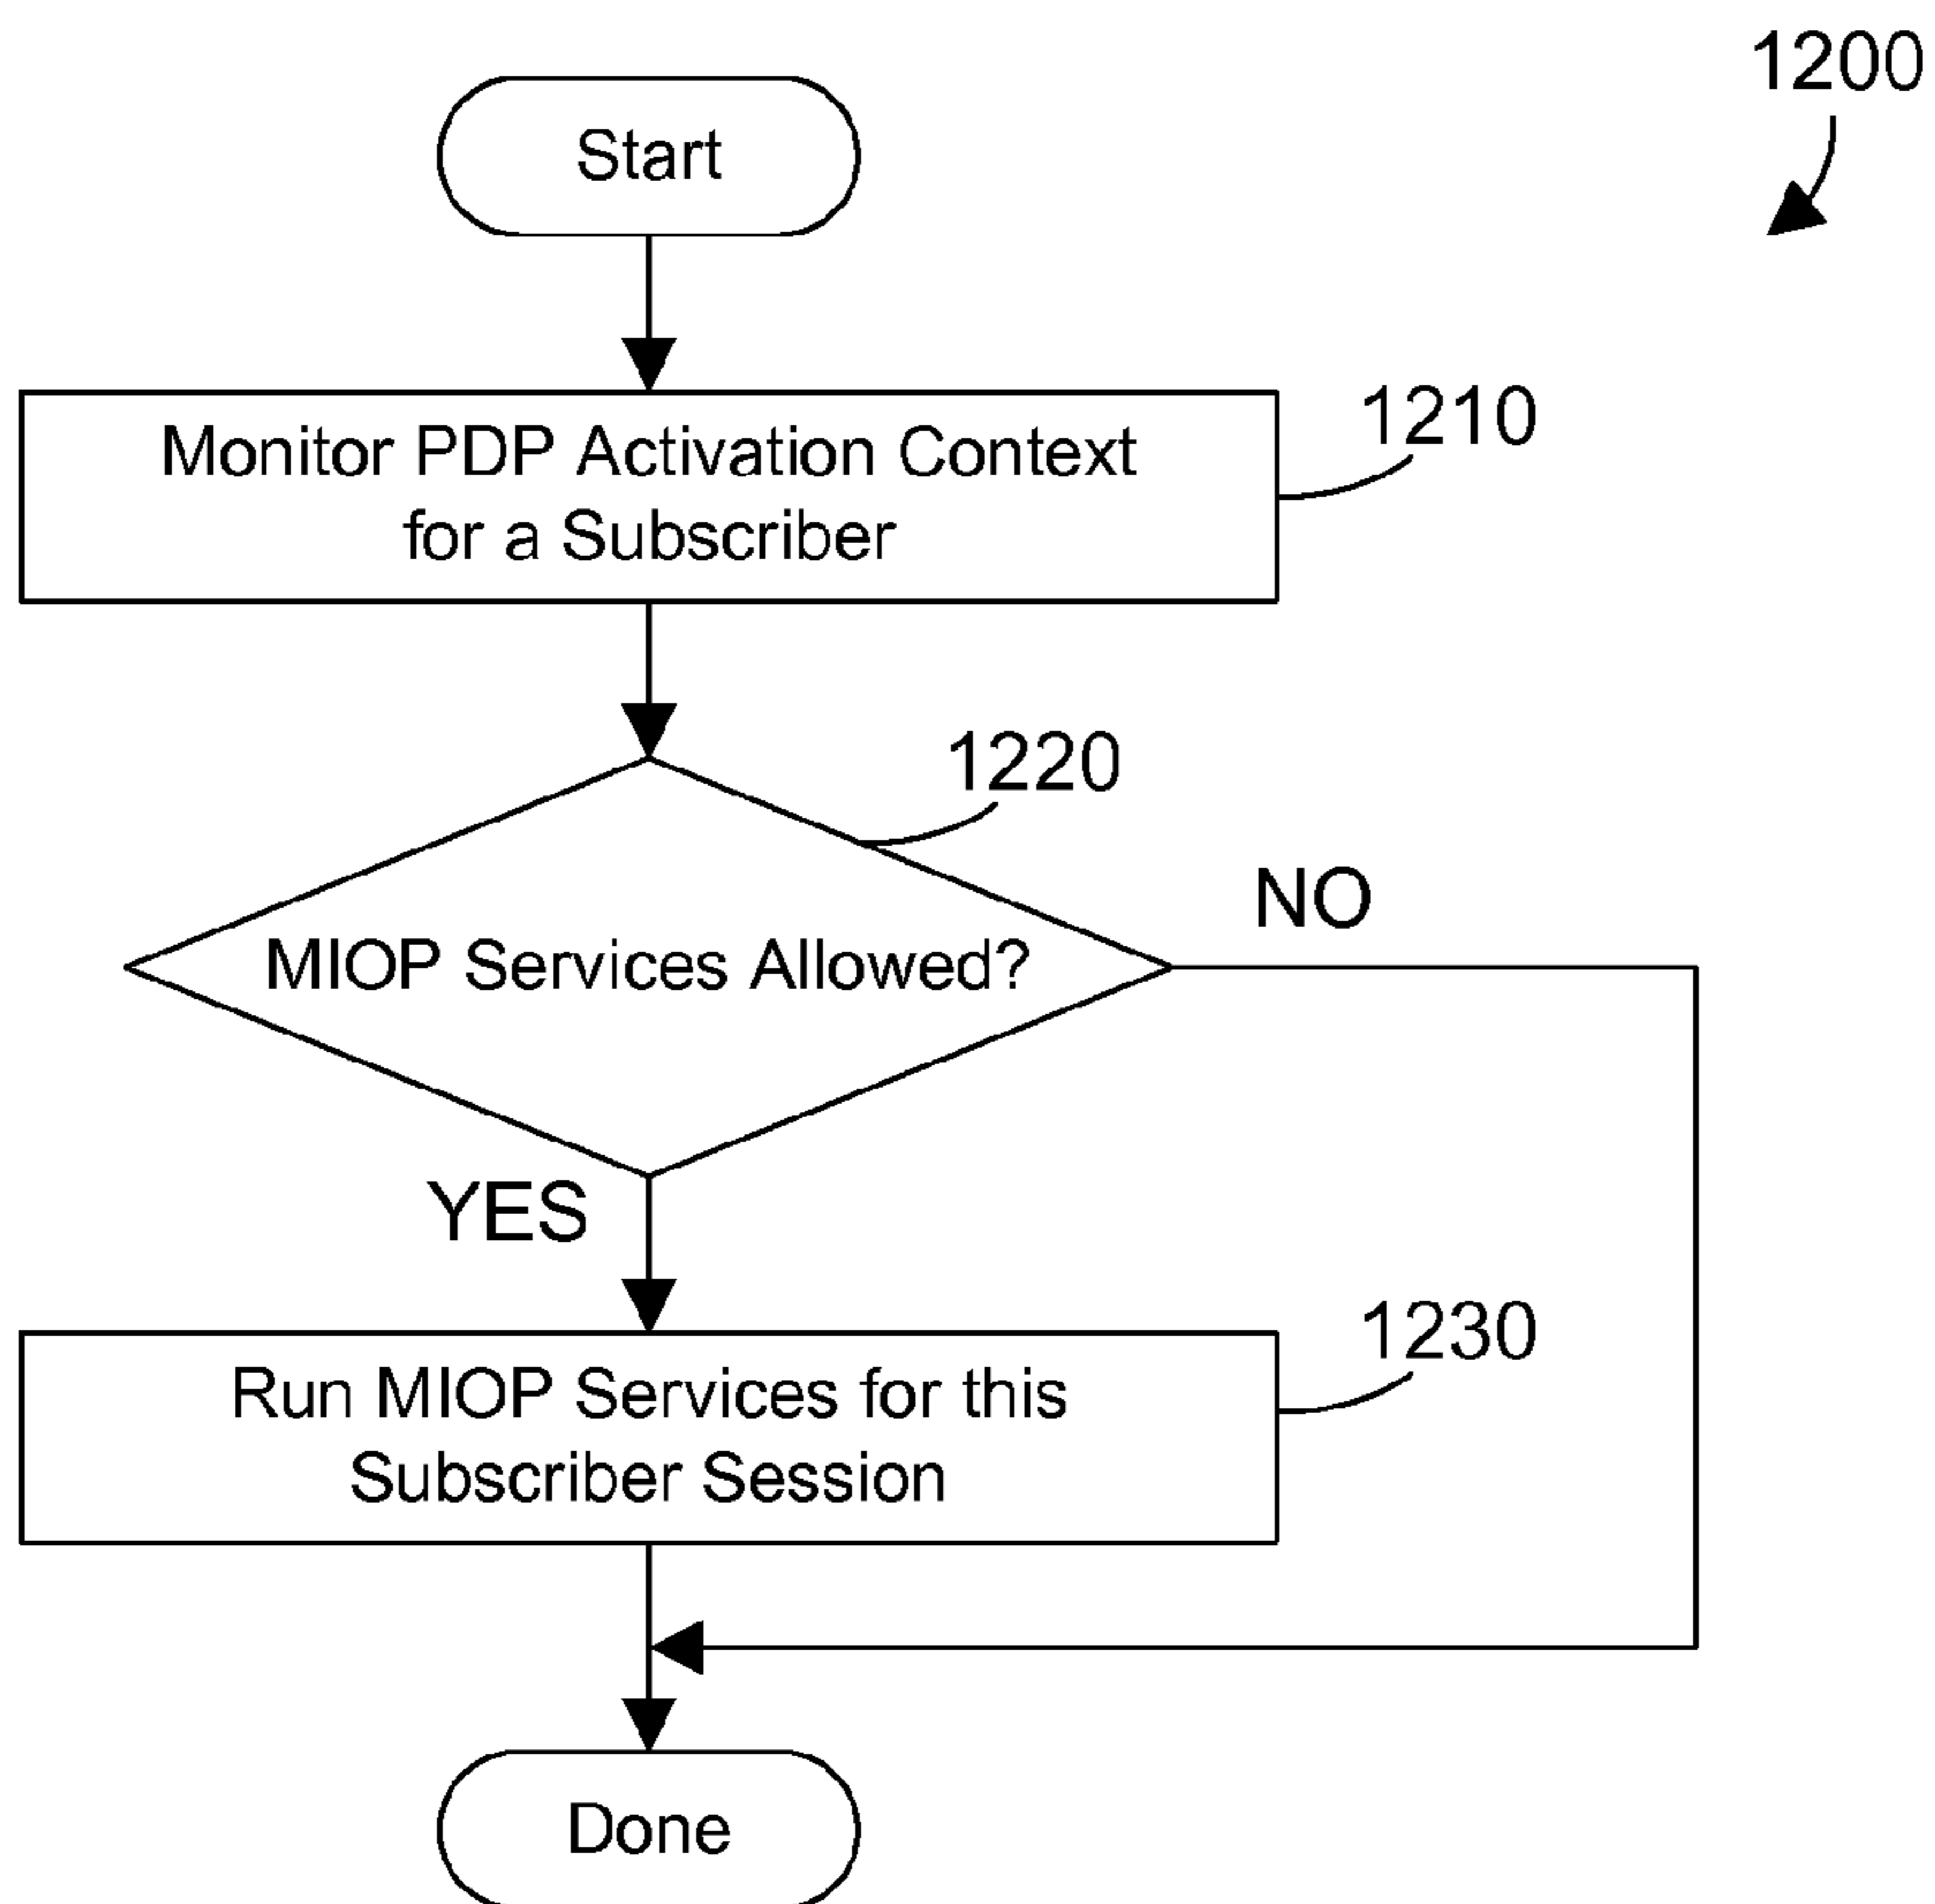 1200
Start
Monitor PDP Activation Context
for a Subscriber
1210
1220
MIOP Services Allowed?
NO
YES
Run MIOP Services for this
Subscriber Session
1230
Done